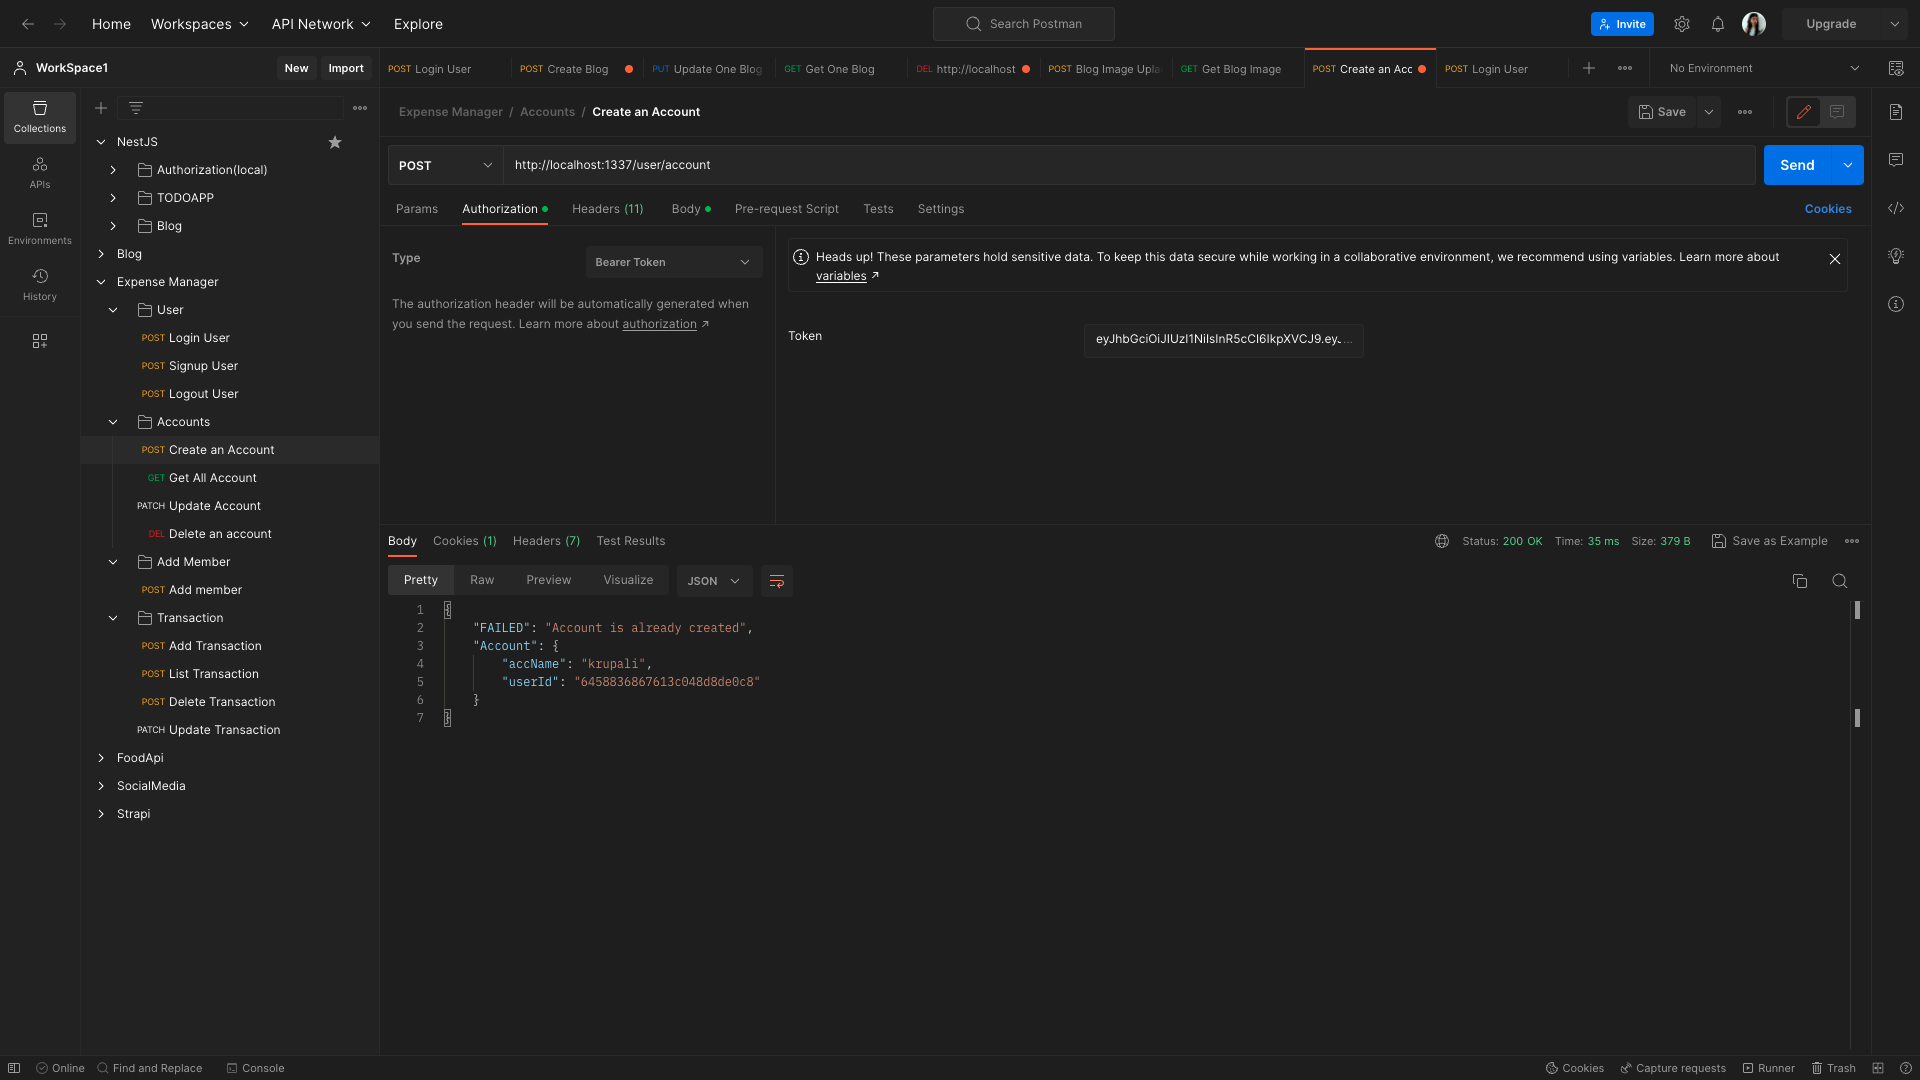 Home Workspaces API Network Explore
Search Postman
Invite Upgrade
WorkSpace1 New Import
POST Login User
POST Create Blog
PUT Update One Blog
GET Get One Blog
DEL http://localhost
POST Blog Image Upla
GET Get Blog Image
POST Create an Acc
POST Login User
No Environment
Collections
APIs
Environments
History
NestJS
Authorization(local)
TODOAPP
Blog
Blog
Expense Manager
User
POST Login User
POST Signup User
POST Logout User
Accounts
POST Create an Account
GET Get All Account
PATCH Update Account
DEL Delete an account
Add Member
POST Add member
Transaction
POST Add Transaction
POST List Transaction
POST Delete Transaction
PATCH Update Transaction
FoodApi
SocialMedia
Strapi
Expense Manager / Accounts / Create an Account
Save
POST http://localhost:1337/user/account Send
Params Authorization Headers (11) Body Pre-request Script Tests Settings Cookies
Type Bearer Token
The authorization header will be automatically generated when
you send the request. Learn more about authorization ↗
Heads up! These parameters hold sensitive data. To keep this data secure while working in a collaborative environment, we recommend using variables. Learn more about
variables ↗
Token
Body Cookies (1) Headers (7) Test Results
Status: 200 OK Time: 35 ms Size: 379 B Save as Example
Pretty Raw Preview Visualize JSON
1 {
2 "FAILED": "Account is already created",
3 "Account": {
4 "accName": "krupali",
5 "userId": "6458836867613c048d8de0c8"
6 }
7 }
Online Find and Replace Console
Cookies Capture requests Runner Trash